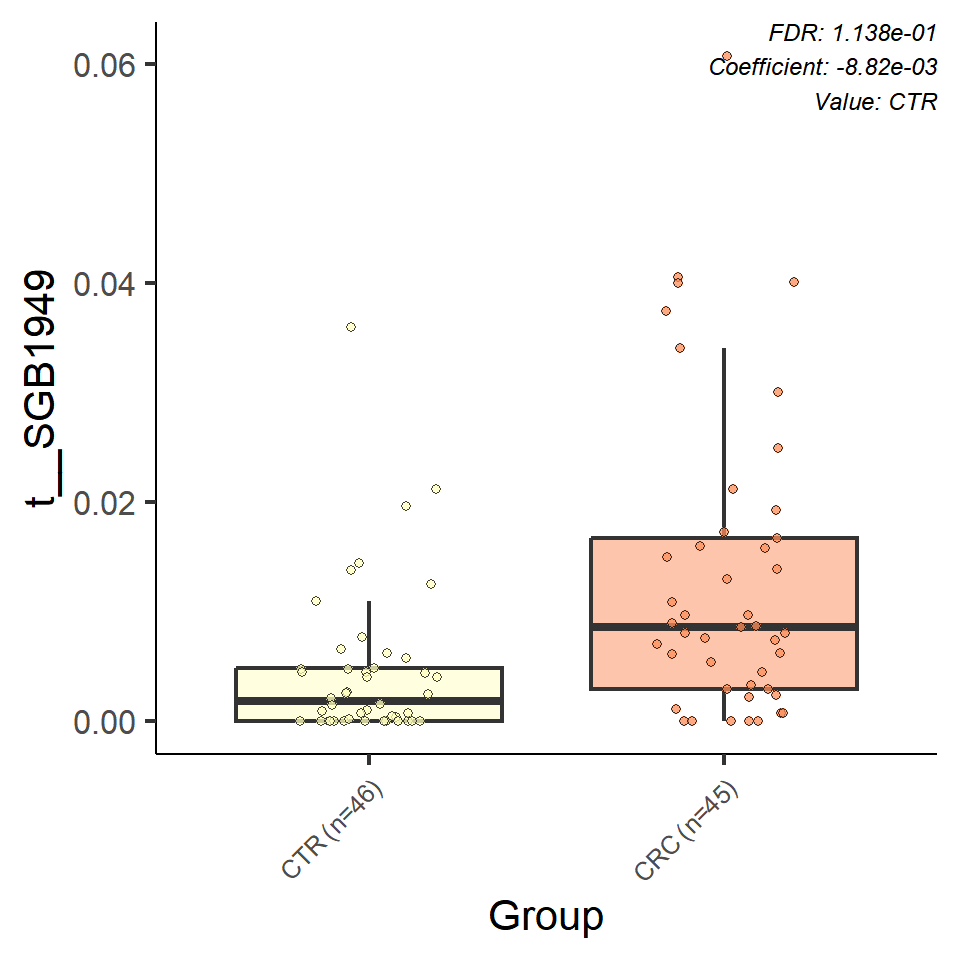 FDR: 1.138e-01
Coefficient: -8.82e-03
Value: CTR
0.06
0.04
0.02
0.00
t__SGB1949
CTR (n=46)
CRC (n=45)
Group